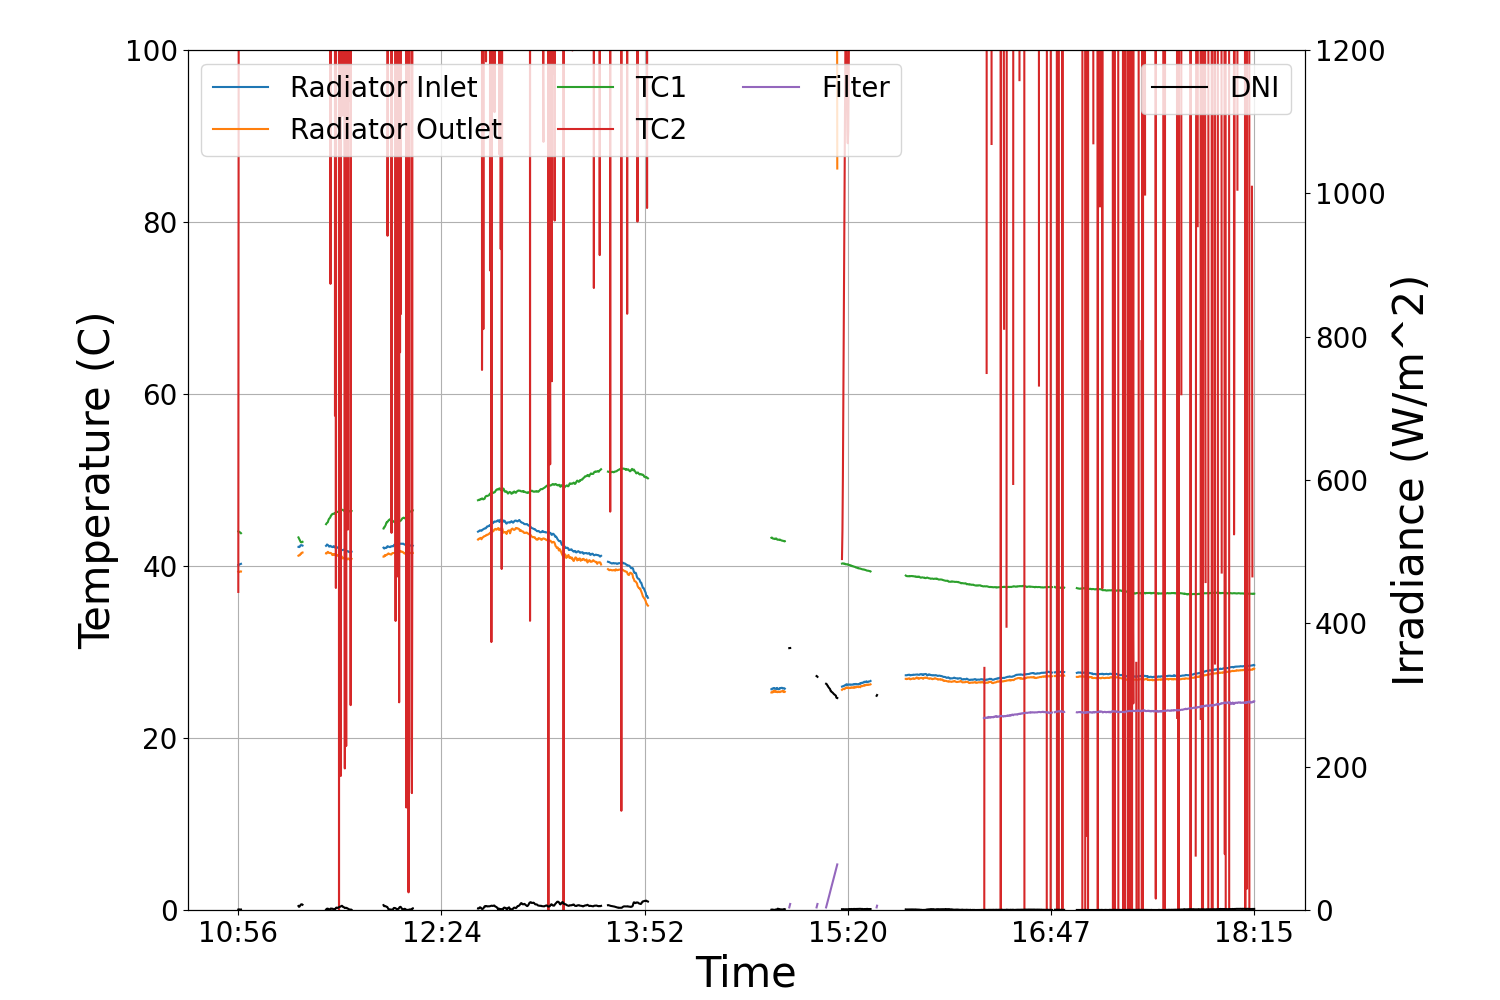 Radiator Inlet
Radiator Outlet
TC1
TC2
Filter
DNI
100
80
60
40
20
0
Temperature (C)
1200
1000
800
600
400
200
0
Irradiance (W/m^2)
10:56
12:24
13:52
15:20
16:47
18:15
Time